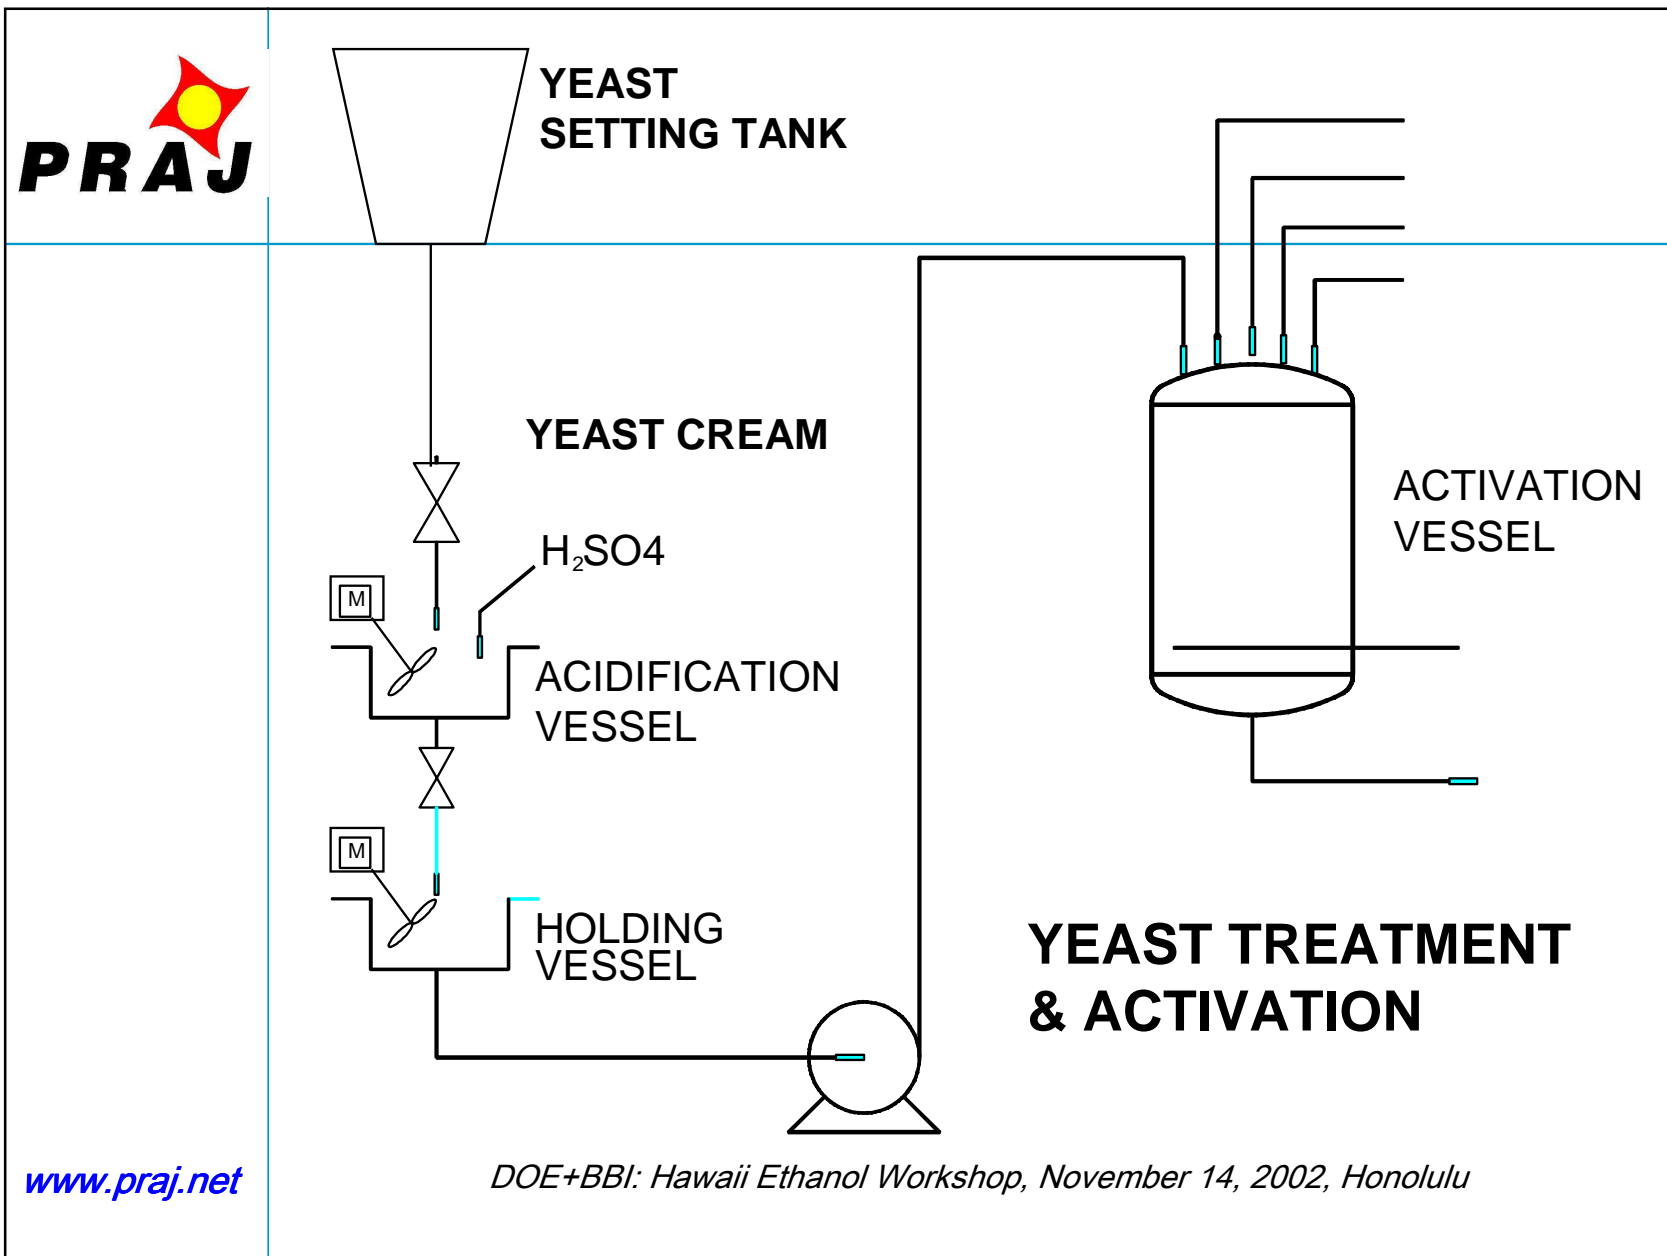 PRAJ
YEAST
SETTING TANK
YEAST CREAM
H₂SO4
M
ACIDIFICATION
VESSEL
M
HOLDING
VESSEL
ACTIVATION
VESSEL
YEAST TREATMENT
& ACTIVATION
www.praj.net
DOE+BBI: Hawaii Ethanol Workshop, November 14, 2002, Honolulu